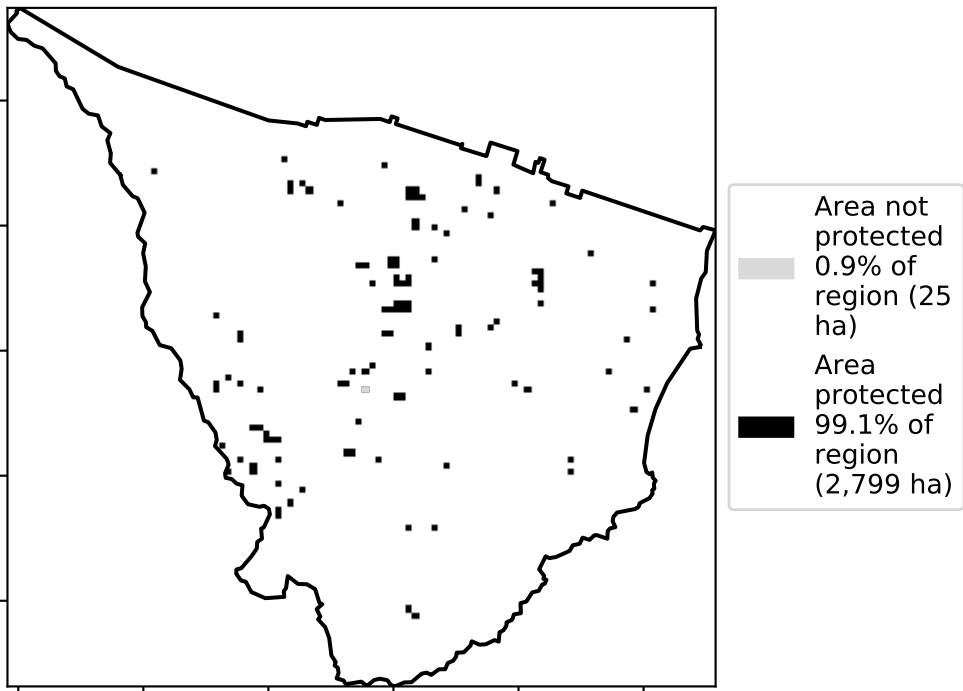 Area not
protected
0.9% of
region (25
ha)
Area
protected
99.1% of
region
(2,799 ha)